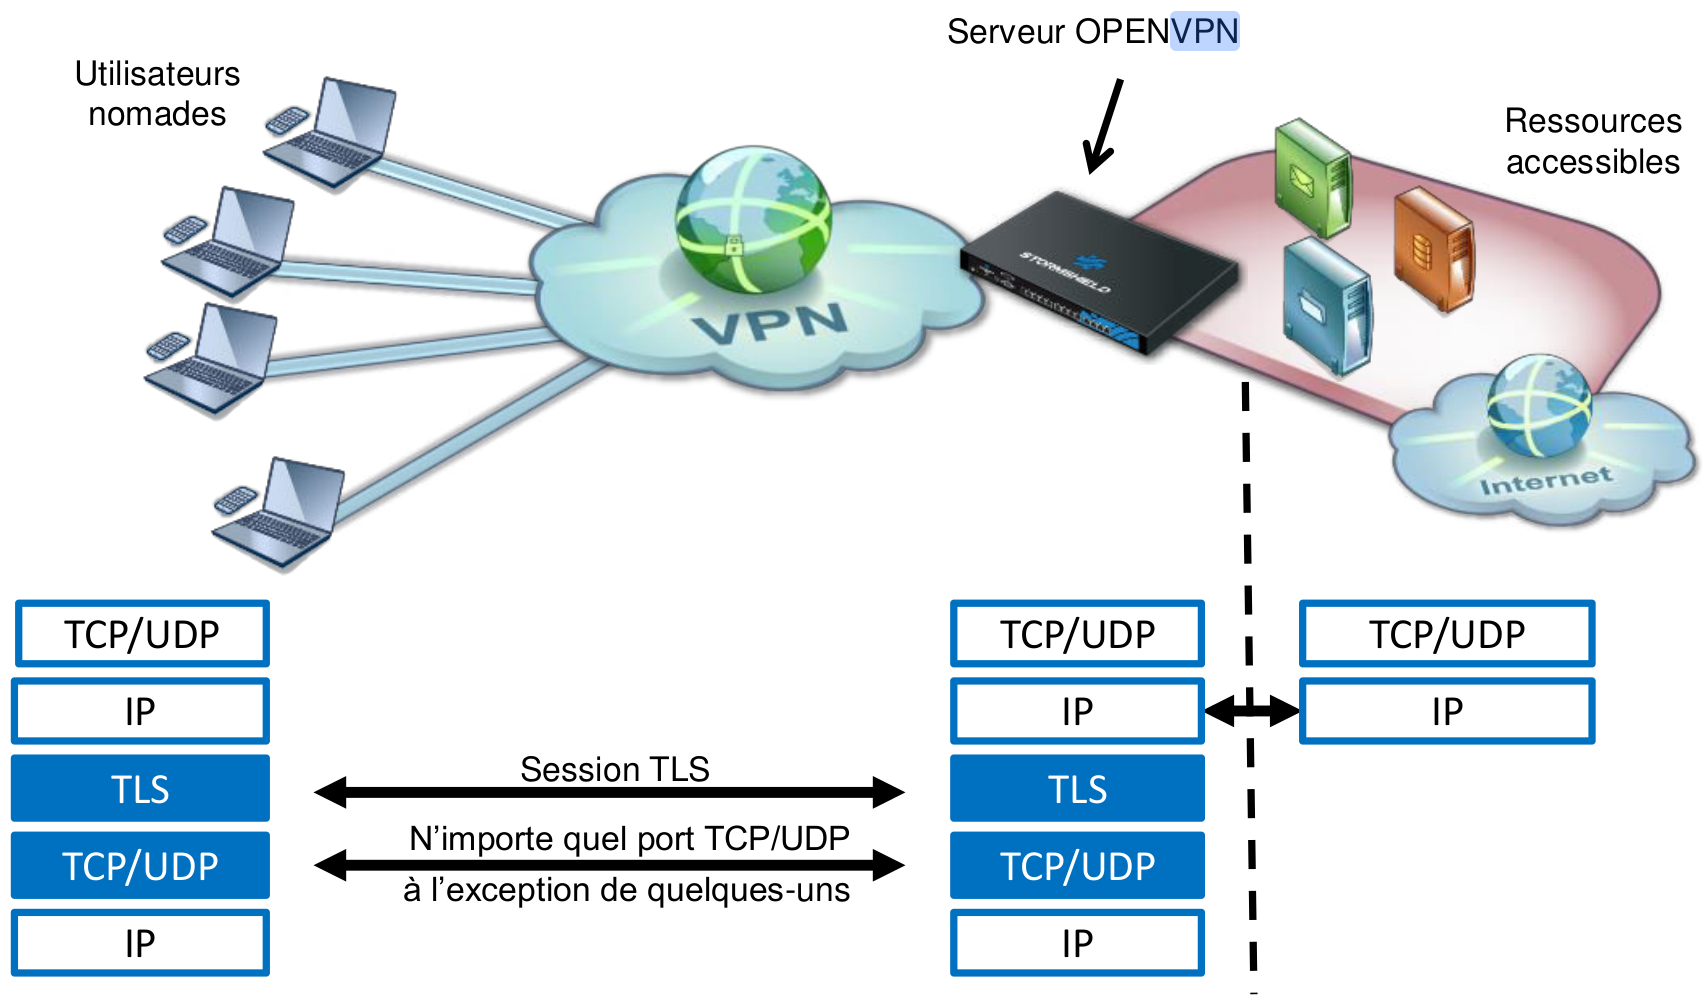 Serveur OPENVPN
Utilisateurs
nomades
Ressources
accessibles
STORMSHIELD
VPN
Internet
TCP/UDP
TCP/UDP
TCP/UDP
IP
IP
IP
TLS
Session TLS
TLS
N’importe quel port TCP/UDP
TCP/UDP
TCP/UDP
à l’exception de quelques-uns
IP
IP